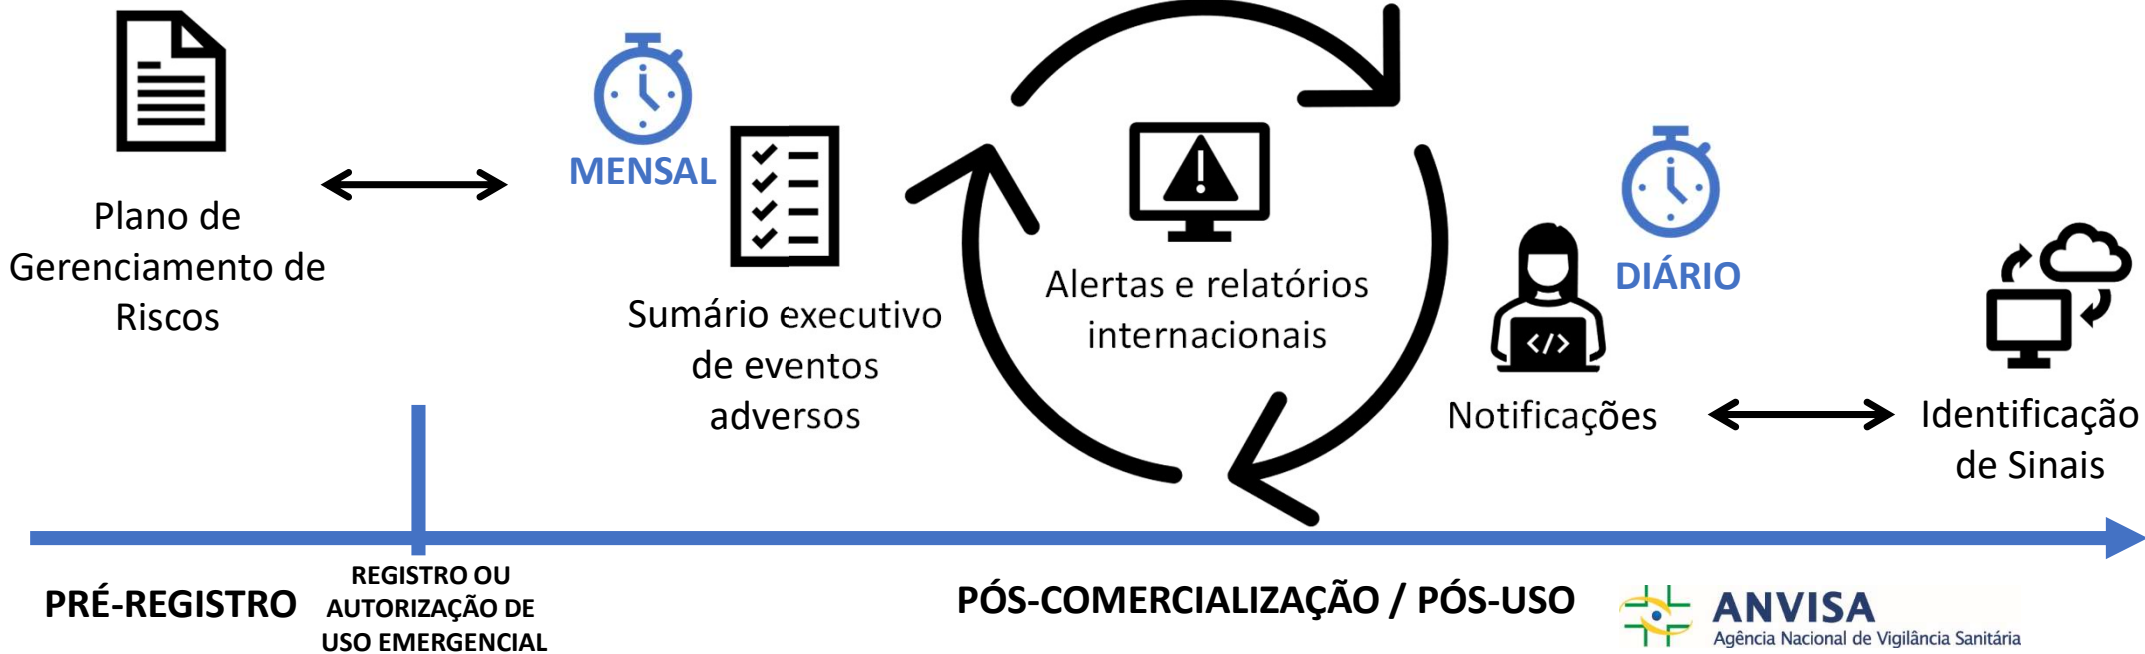 Plano de
Gerenciamento de
Riscos
MENSAL
Sumário executivo
de eventos
adversos
Alertas e relatórios
internacionais
DIÁRIO
</>
Notificações
Identificação
de Sinais
PRÉ-REGISTRO
REGISTRO OU
AUTORIZAÇÃO DE
USO EMERGENCIAL
PÓS-COMERCIALIZAÇÃO / PÓS-USO
ANVISA
Agência Nacional de Vigilância Sanitária